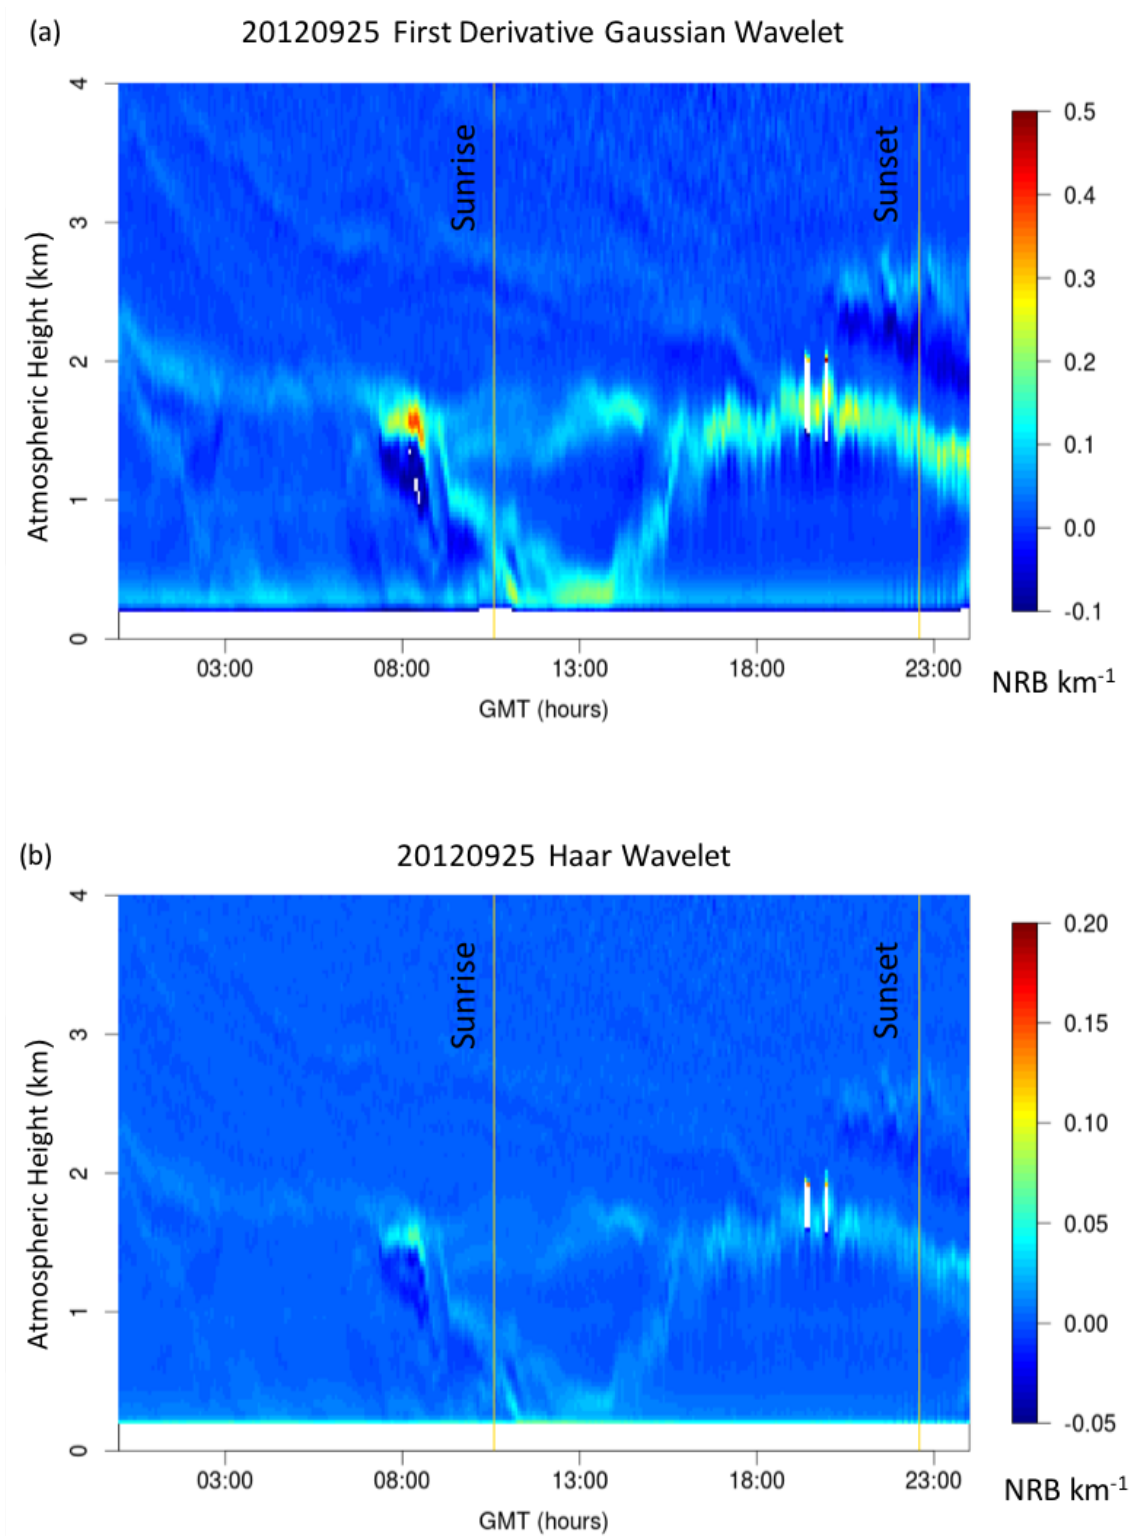 (a)
20120925 First Derivative Gaussian Wavelet
Atmospheric Height (km)
4
3
2
1
0
Sunrise
Sunset
0.5
0.4
0.3
0.2
0.1
0.0
-0.1
NRB km-1
03:00
08:00
13:00
18:00
23:00
GMT (hours)
(b)
20120925 Haar Wavelet
Atmospheric Height (km)
4
3
2
1
0
Sunrise
Sunset
0.20
0.15
0.10
0.05
0.00
-0.05
NRB km-1
03:00
08:00
13:00
18:00
23:00
GMT (hours)